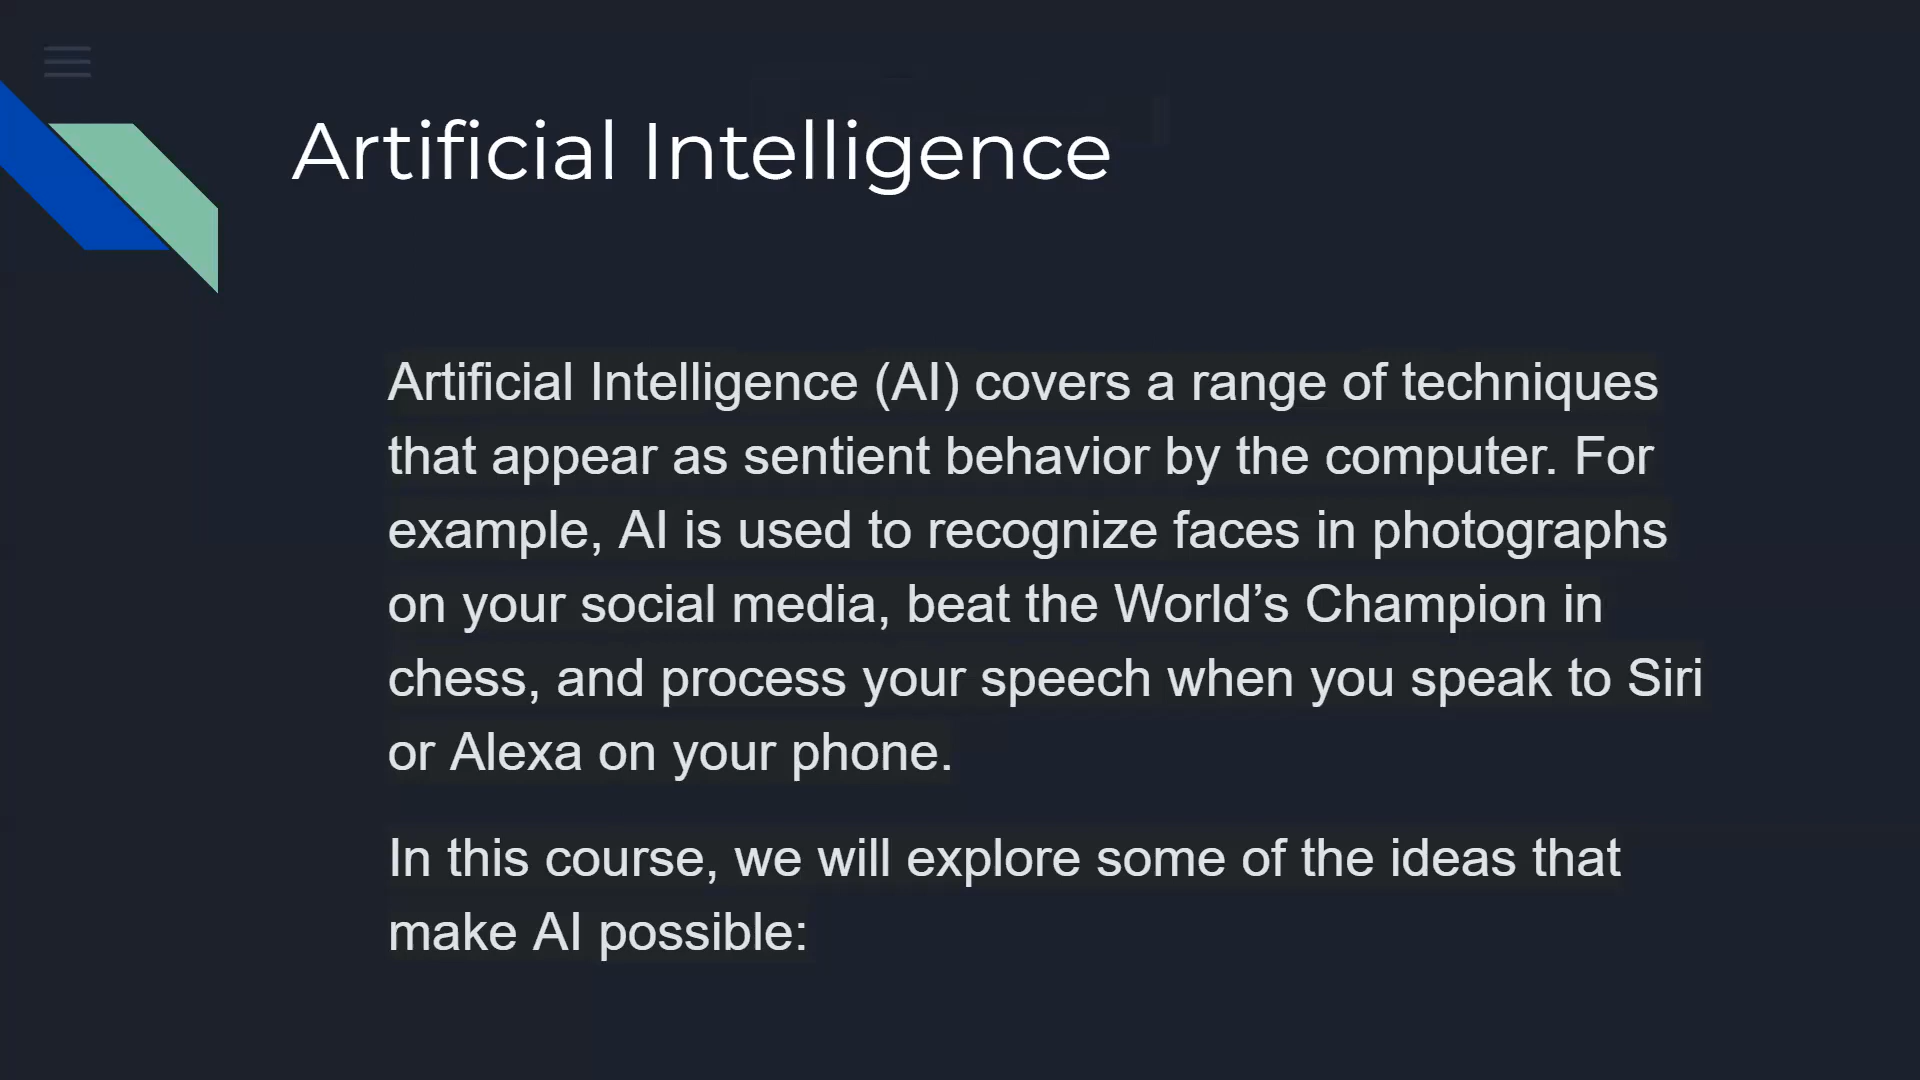 Artificial Intelligence
Artificial Intelligence (AI) covers a range of techniques
that appear as sentient behavior by the computer. For
example, AI is used to recognize faces in photographs
on your social media, beat the World’s Champion in
chess, and process your speech when you speak to Siri
or Alexa on your phone.
In this course, we will explore some of the ideas that
make AI possible: